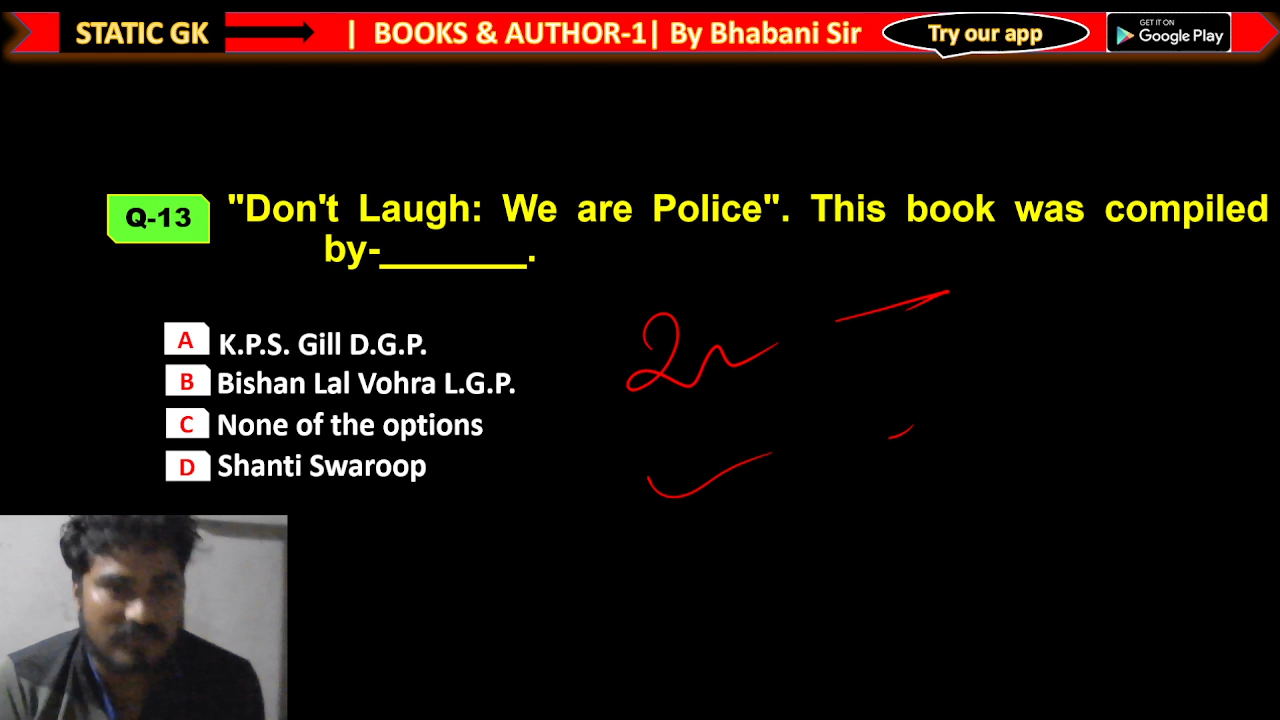 STATIC GK | BOOKS & AUTHOR-1| By Bhabani Sir Try our app GET IT ON Google Play
Q-13 "Don't Laugh: We are Police". This book was compiled
by-_______.
A K.P.S. Gill D.G.P.
B Bishan Lal Vohra L.G.P.
C None of the options
D Shanti Swaroop